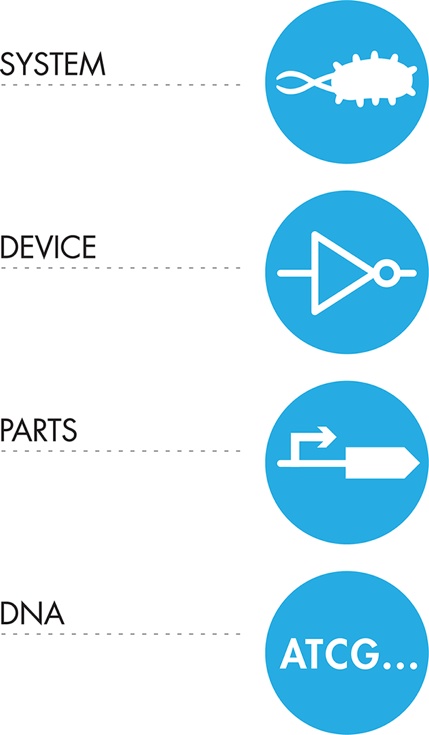 SYSTEM
DEVICE
PARTS
DNA
ATCG...